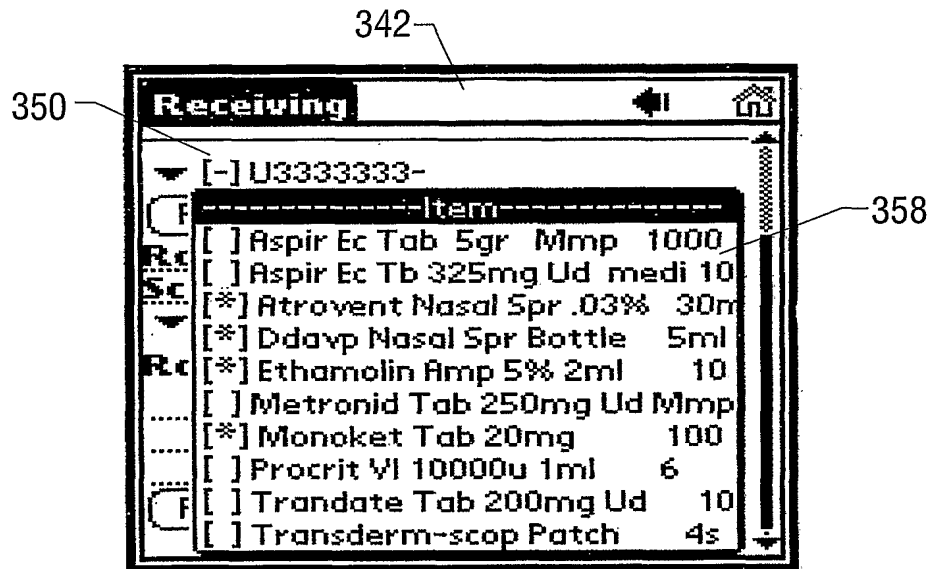 342
350
Receiving
[-] U3333333-
-------------Item-------------
358
[ ] Aspir Ec Tab 5gr Mmp 1000
[ ] Aspir Ec Tb 325mg Ud medi 10
[*] Atrovent Nasal Spr .03% 30m
[*] Ddavp Nasal Spr Bottle 5ml
[*] Ethamolin Amp 5% 2ml 10
[ ] Metronid Tab 250mg Ud Mmp
[*] Monoket Tab 20mg 100
[ ] Procrit Vl 10000u 1ml 6
[ ] Trandate Tab 200mg Ud 10
[ ] Transderm-scop Patch 4s